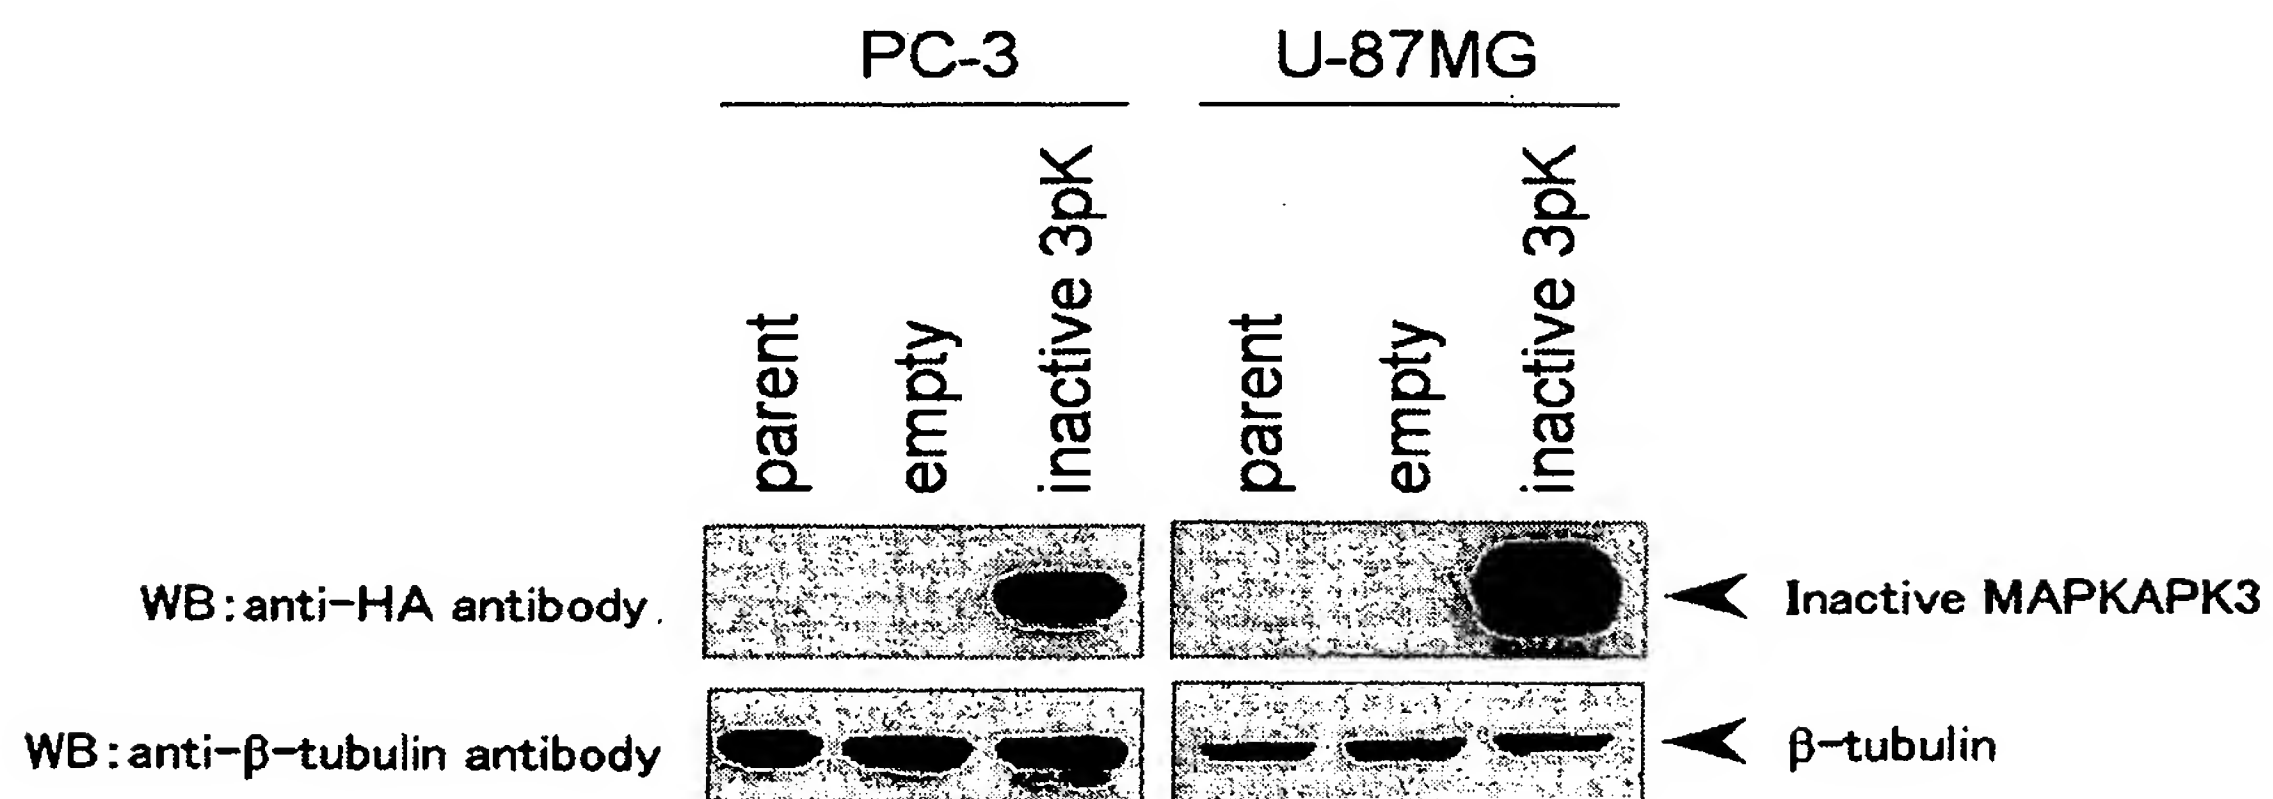 PC-3 U-87MG
parent empty inactive 3pK parent empty inactive 3pK
WB:anti-HA antibody Inactive MAPKAPK3
WB:anti-β-tubulin antibody β-tubulin